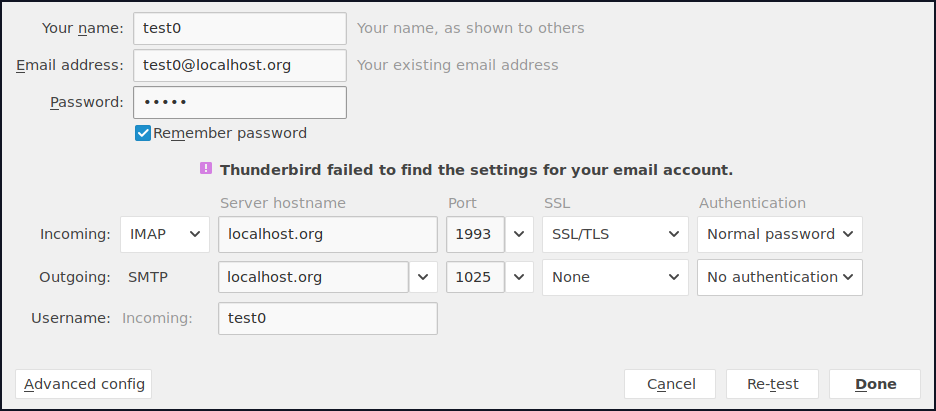 Your name: test0 Your name, as shown to others
Email address: test0@localhost.org Your existing email address
Password: •••••
Remember password
Thunderbird failed to find the settings for your email account.
Server hostname Port SSL Authentication
Incoming: IMAP localhost.org 1993 SSL/TLS Normal password
Outgoing: SMTP localhost.org 1025 None No authentication
Username: Incoming: test0
Advanced config Cancel Re-test Done